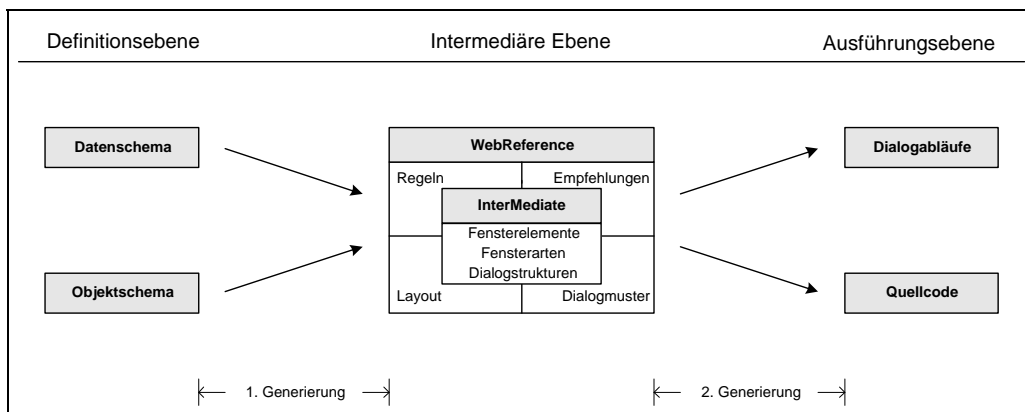 Definitionsebene
Intermediäre Ebene
Ausführungsebene
Datenschema
WebReference
Dialogabläufe
Regeln
Empfehlungen
InterMediate
Fensterelemente
Fensterarten
Dialogstrukturen
Objektschema
Layout
Dialogmuster
Quellcode
1. Generierung
2. Generierung